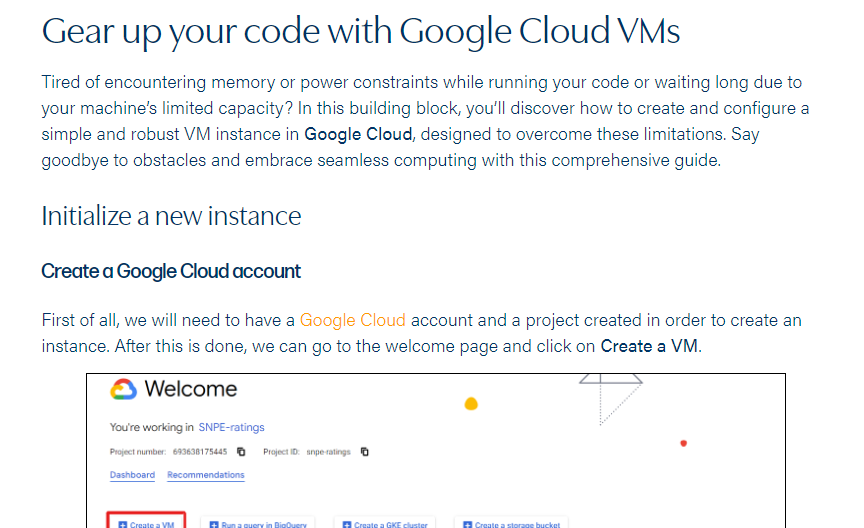 Gear up your code with Google Cloud VMs
Tired of encountering memory or power constraints while running your code or waiting long due to
your machine’s limited capacity? In this building block, you’ll discover how to create and configure a
simple and robust VM instance in Google Cloud, designed to overcome these limitations. Say
goodbye to obstacles and embrace seamless computing with this comprehensive guide.
Initialize a new instance
Create a Google Cloud account
First of all, we will need to have a Google Cloud account and a project created in order to create an
instance. After this is done, we can go to the welcome page and click on Create a VM.
Welcome
You're working in SNPE-ratings
Project number: 693638175445 Project ID: snpe-ratings
Dashboard Recommendations
Create a VM Run a query in BigQuery Create a GKE cluster Create a storage bucket